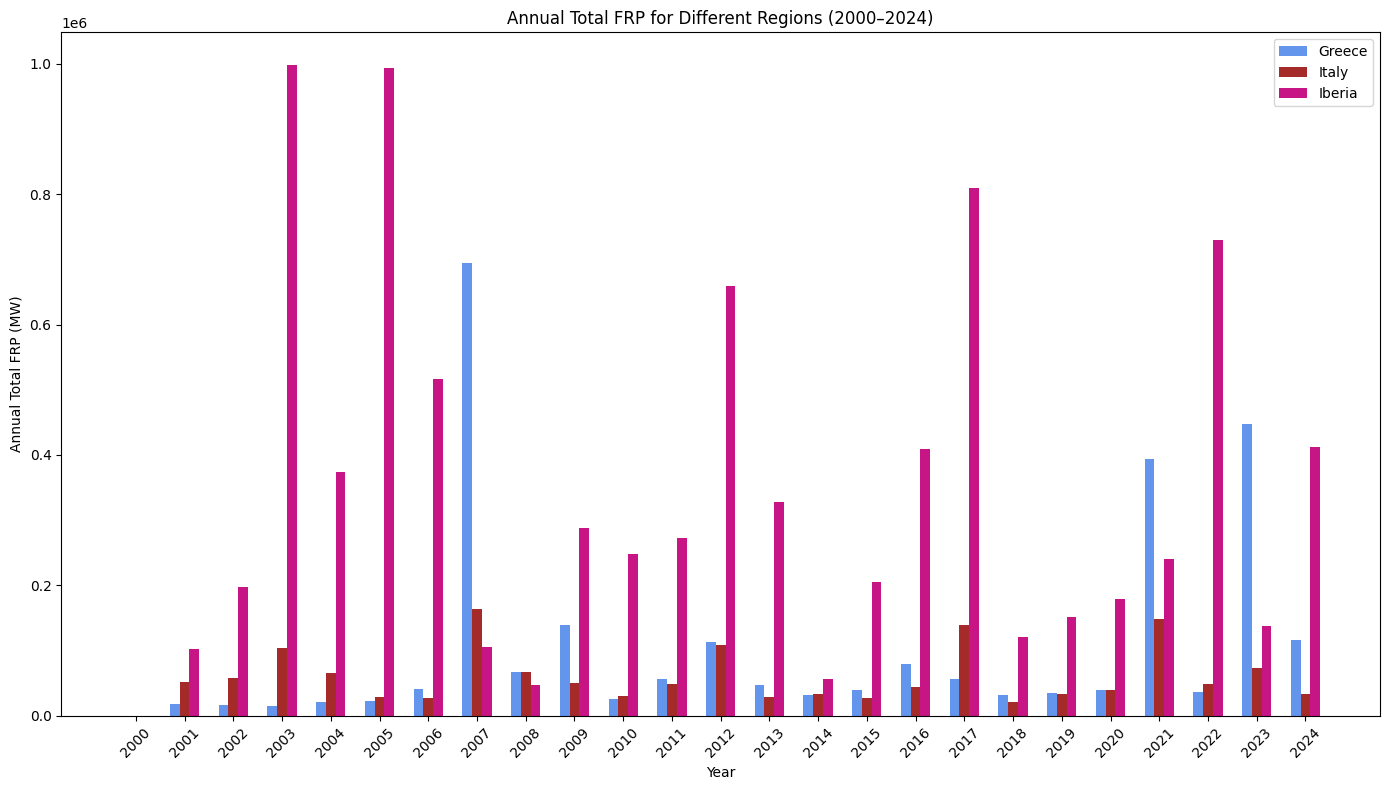 Annual Total FRP for Different Regions (2000–2024)
1e6
Greece
Italy
Iberia
1.0
0.8
0.6
0.4
0.2
0.0
Annual Total FRP (MW)
2000 2001 2002 2003 2004 2005 2006 2007 2008 2009 2010 2011 2012 2013 2014 2015 2016 2017 2018 2019 2020 2021 2022 2023 2024
Year